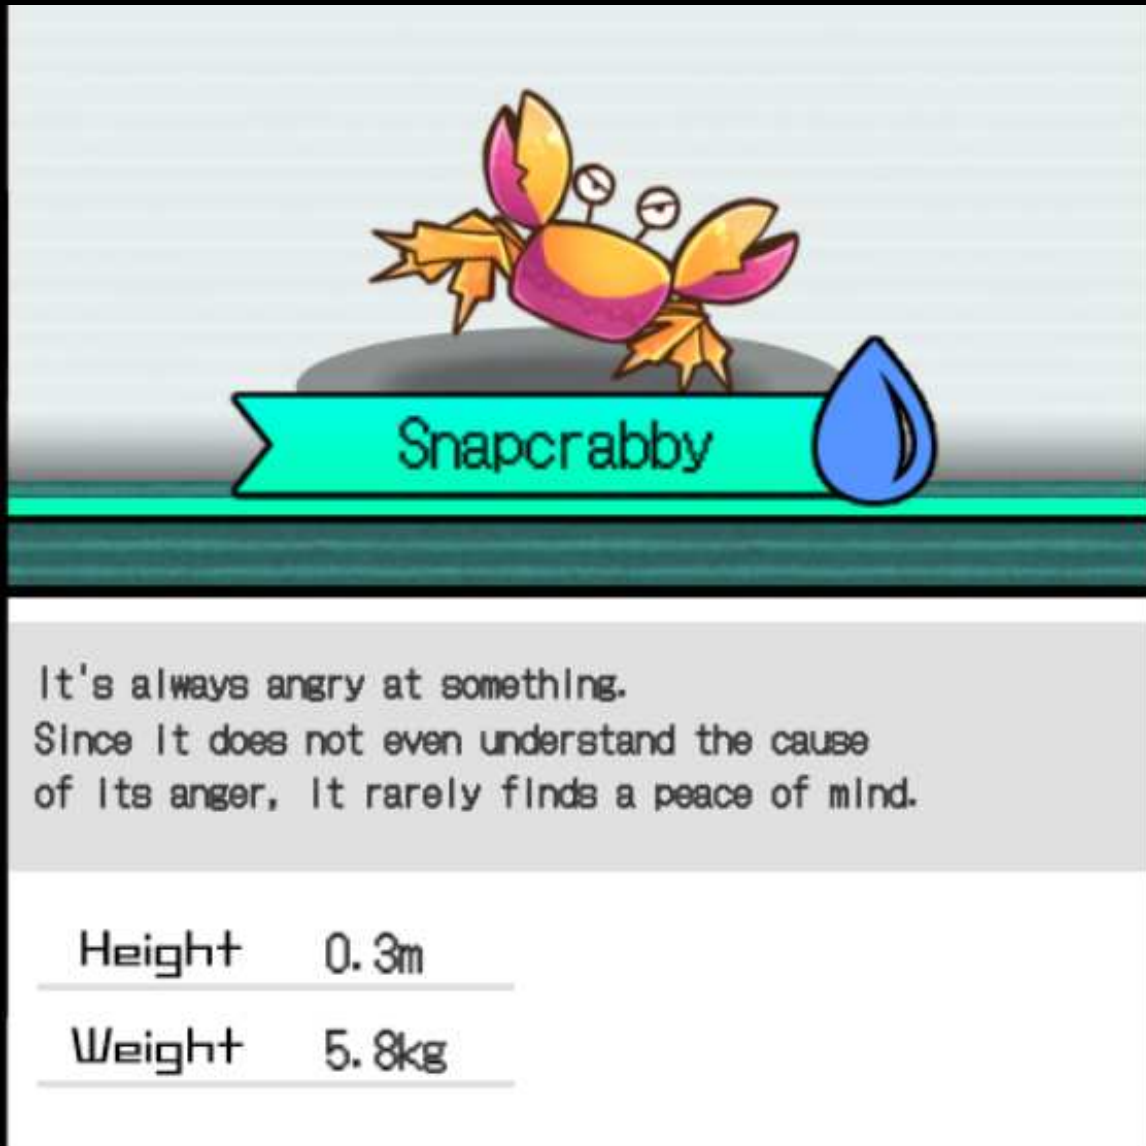 Snapcrabby
It's always angry at something.
Since it does not even understand the cause
of its anger, it rarely finds a peace of mind.
Height 0.3m
Weight 5.8kg